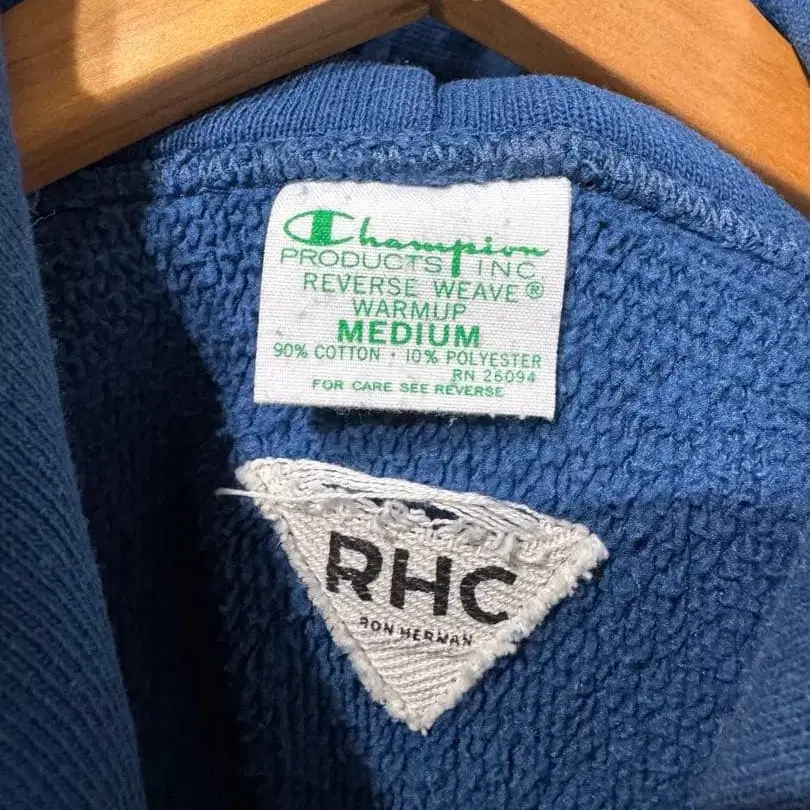 Champion
PRODUCTS INC.
REVERSE WEAVE®
WARMUP
MEDIUM
90% COTTON · 10% POLYESTER
RN 26094
FOR CARE SEE REVERSE
RHC
RON HERMAN